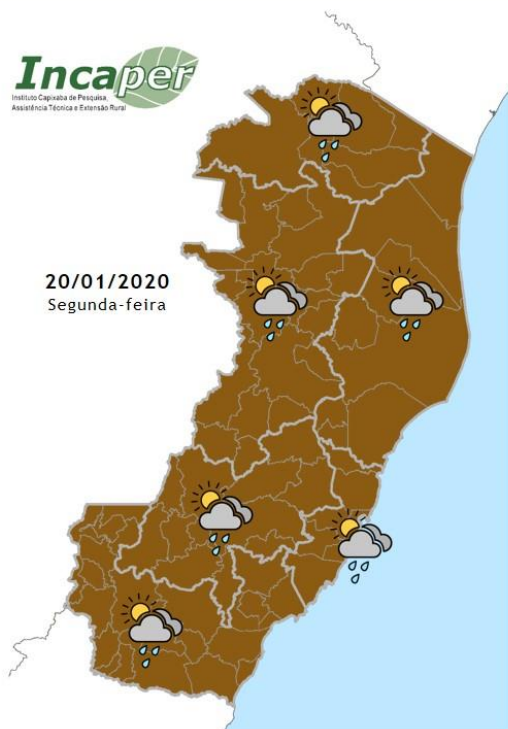 Incaper
Instituto Capixaba de Pesquisa,
Assistência Técnica e Extensão Rural
20/01/2020
Segunda-feira